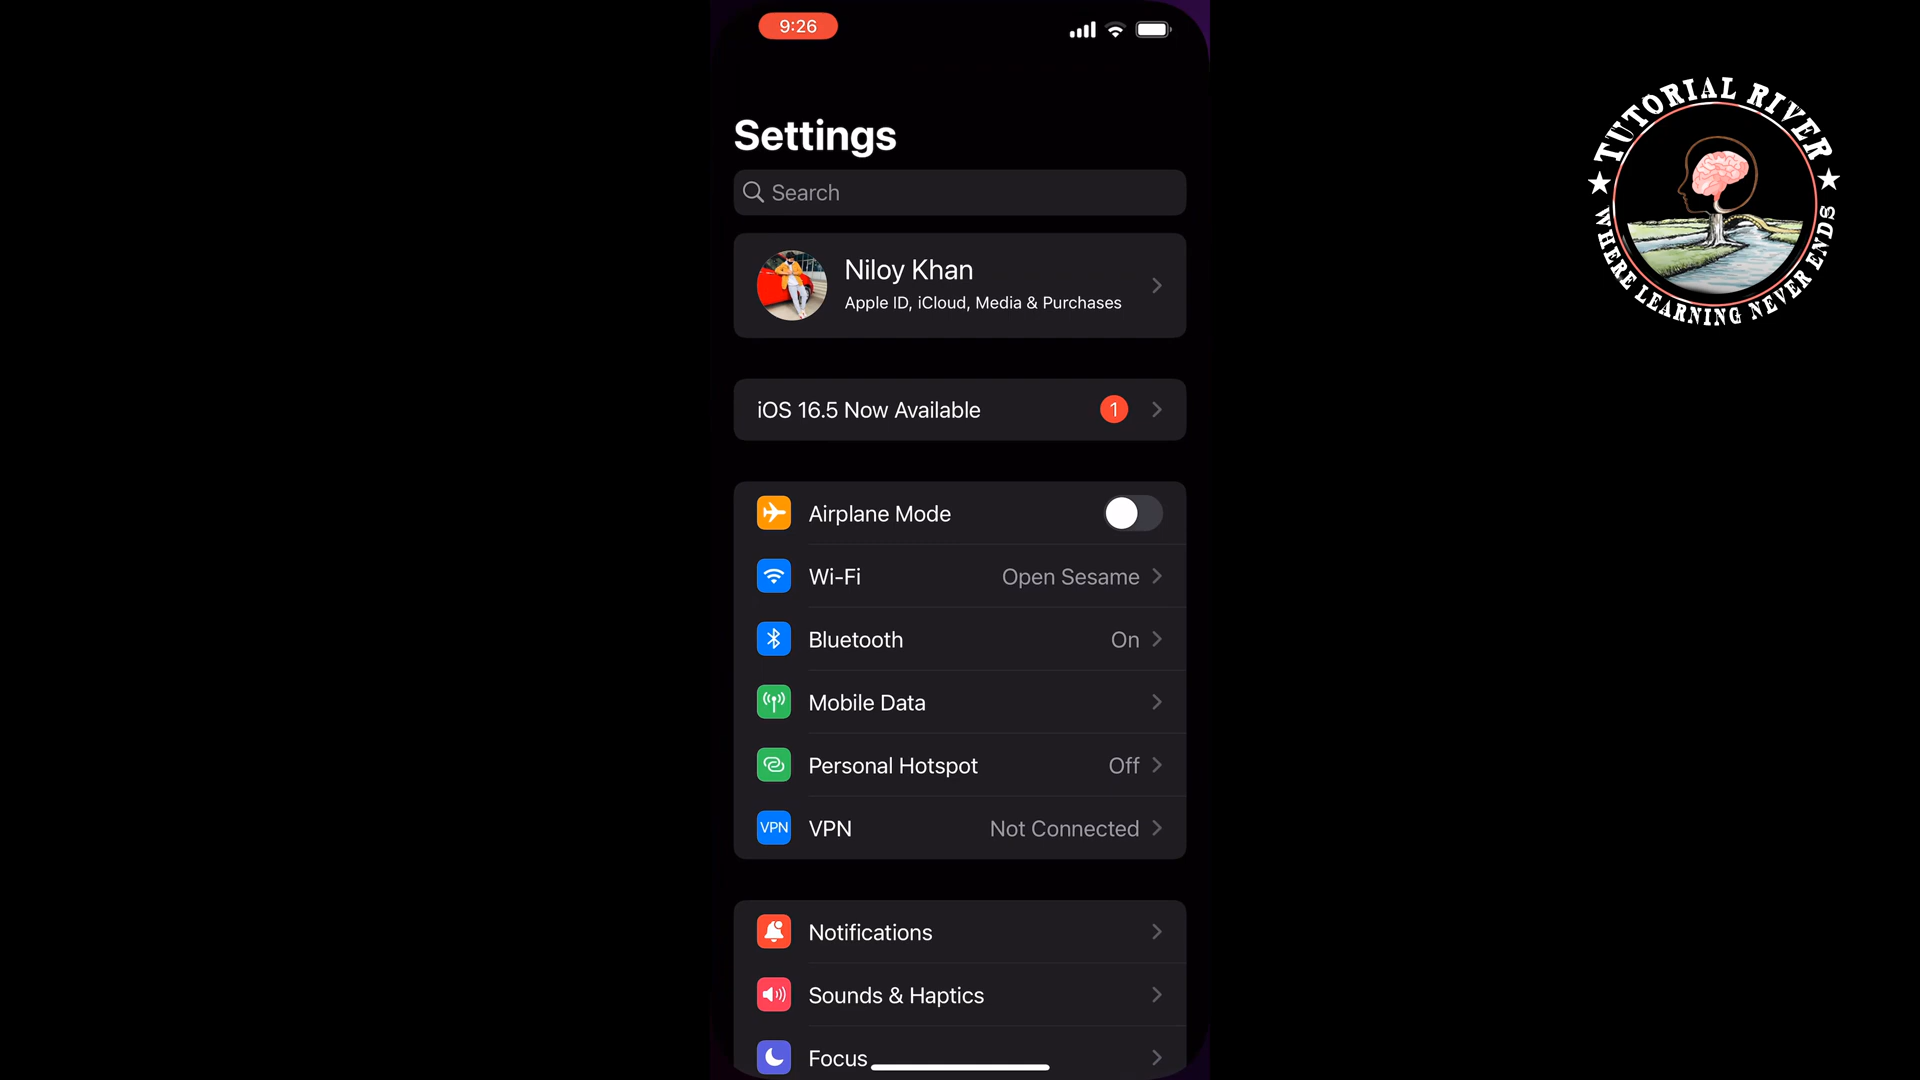 9:26
Settings
Search
Niloy Khan
Apple ID, iCloud, Media & Purchases
iOS 16.5 Now Available
1
Airplane Mode
Wi-Fi
Open Sesame
Bluetooth
On
Mobile Data
Personal Hotspot
Off
VPN
VPN
Not Connected
Notifications
Sounds & Haptics
Focus
TUTORIAL RIVER
WHERE LEARNING NEVER ENDS